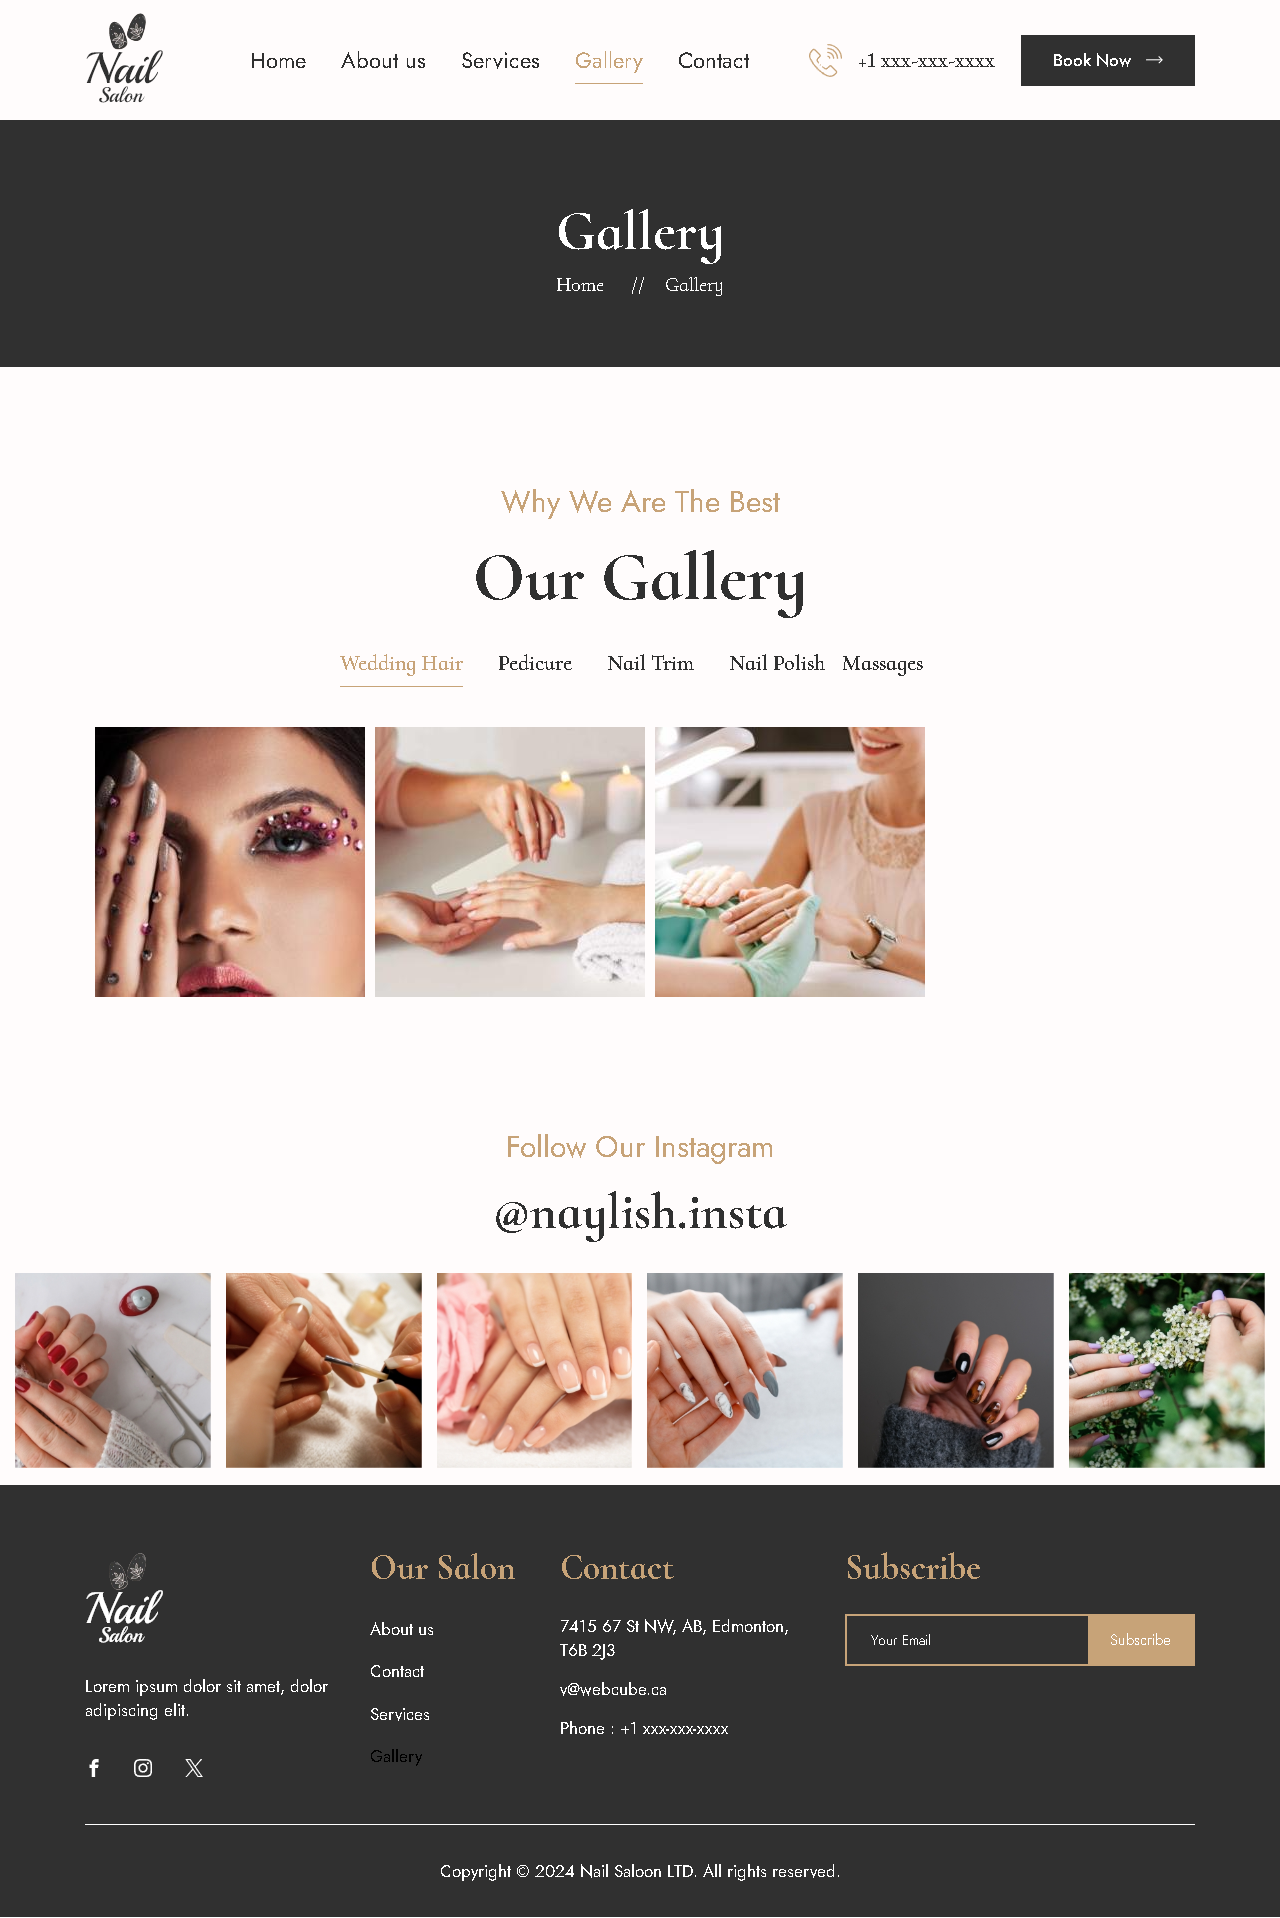 Nail
Salon
Home
About us
Services
Gallery
Contact
+1 xxx-xxx-xxxx
Book Now
Gallery
Home // Gallery
Why We Are The Best
Our Gallery
Wedding Hair
Pedicure
Nail Trim
Nail Polish
Massages
Follow Our Instagram
@naylish.insta
Nail
Salon
Lorem ipsum dolor sit amet, dolor
adipiscing elit.
Our Salon
About us
Contact
Services
Gallery
Contact
7415 67 St NW, AB, Edmonton,
T6B 2J3
y@webcube.ca
Phone : +1 xxx-xxx-xxxx
Subscribe
Your Email
Subscribe
Copyright © 2024 Nail Saloon LTD. All rights reserved.